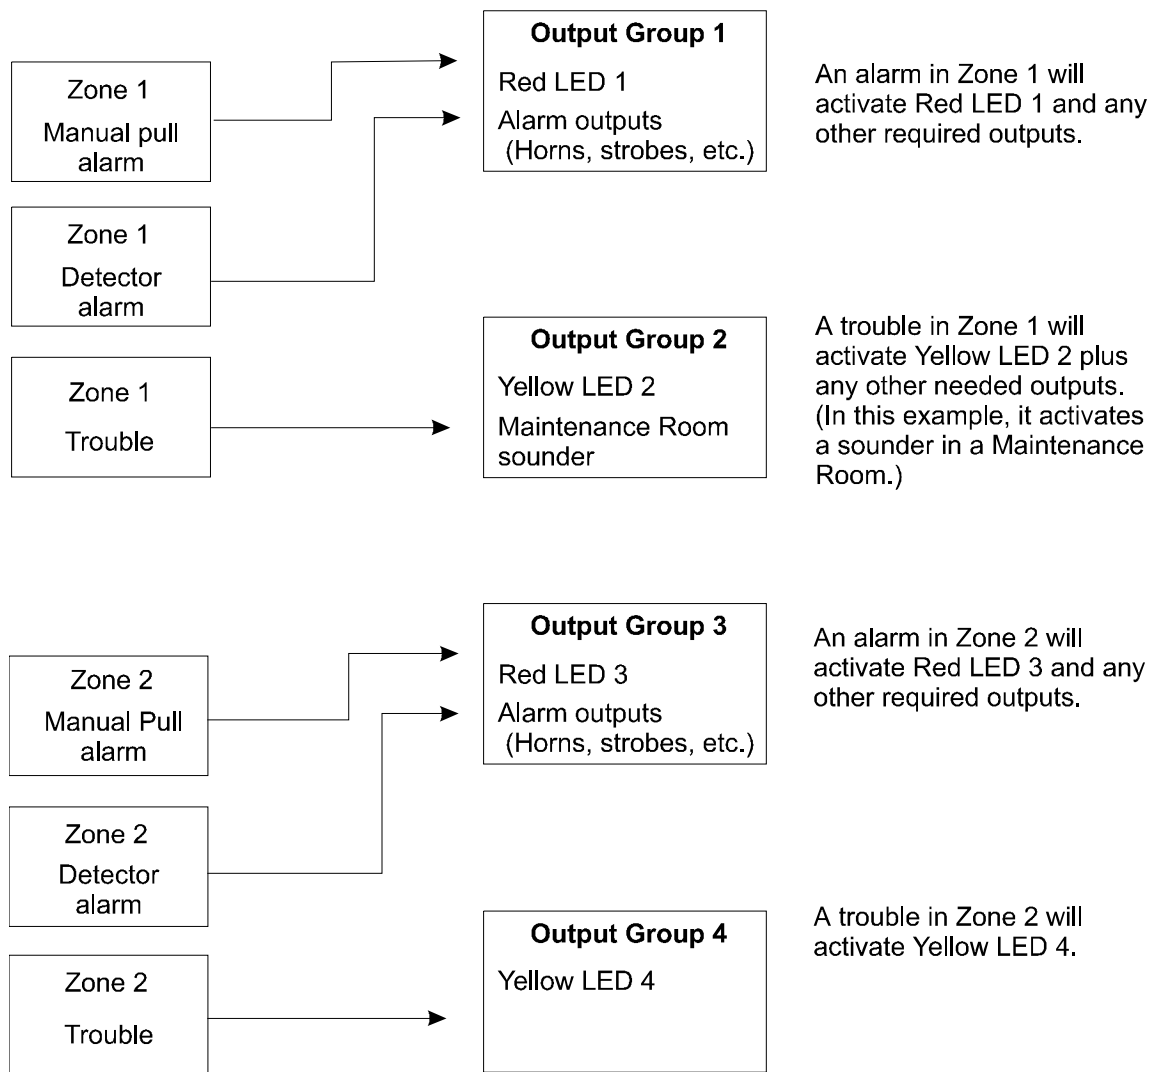 Zone 1
Manual pull
alarm
Output Group 1
Red LED 1
Alarm outputs
(Horns, strobes, etc.)
An alarm in Zone 1 will
activate Red LED 1 and any
other required outputs.
Zone 1
Detector
alarm
Zone 1
Trouble
Output Group 2
Yellow LED 2
Maintenance Room
sounder
A trouble in Zone 1 will
activate Yellow LED 2 plus
any other needed outputs.
(In this example, it activates
a sounder in a Maintenance
Room.)
Zone 2
Manual Pull
alarm
Output Group 3
Red LED 3
Alarm outputs
(Horns, strobes, etc.)
An alarm in Zone 2 will
activate Red LED 3 and any
other required outputs.
Zone 2
Detector
alarm
Zone 2
Trouble
Output Group 4
Yellow LED 4
A trouble in Zone 2 will
activate Yellow LED 4.